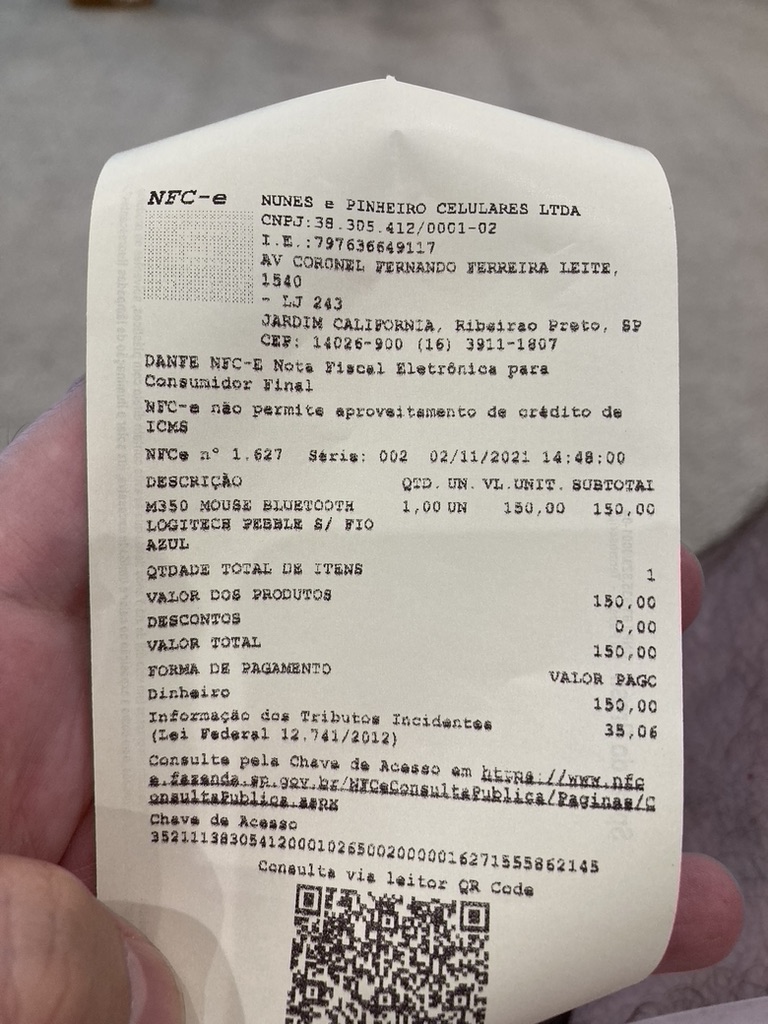 NFC-e
NUNES e PINHEIRO CELULARES LTDA
CNPJ:38.305.412/0001-02
I.E.:797636649117
AV CORONEL FERNANDO FERREIRA LEITE,
1540
- LJ 243
JARDIM CALIFORNIA, Ribeirao Preto, SP
CEP: 14026-900 (16) 3911-1807
DANFE NFC-E Nota Fiscal Eletrônica para
Consumidor Final
NFC-e não permite aproveitamento de crédito de
ICMS
NFCe nº 1.627 Série: 002 02/11/2021 14:48:00
DESCRIÇÃO QTD. UN. VL.UNIT. SUBTOTAL
M350 MOUSE BLUETOOTH 1,00 UN 150,00 150,00
LOGITECH PEBBLE S/ FIO
AZUL
QTDADE TOTAL DE ITENS 1
VALOR DOS PRODUTOS 150,00
DESCONTOS 0,00
VALOR TOTAL 150,00
FORMA DE PAGAMENTO VALOR PAGO
Dinheiro 150,00
Informação dos Tributos Incidentes 35,06
(Lei Federal 12.741/2012)
Consulte pela Chave de Acesso em https://www.nfc
e.fazenda.sp.gov.br/NFCeConsultaPublica/Paginas/C
onsultaPublica.aspx
Chave de Acesso
35211138305412000102650020000016271555862145
Consulta via leitor QR Code